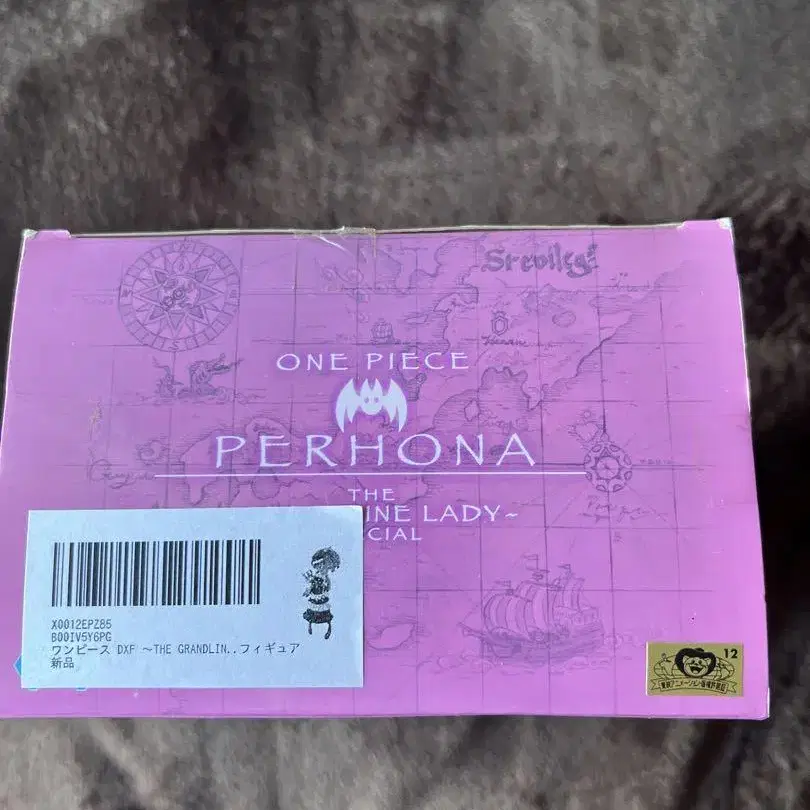 ONE PIECE
PERHONA
THE
INE LADY~
CIAL
X0012EPZ85
B00IV5Y6PG
ワンピース DXF ～THE GRANDLIN..フィギュア
新品
12